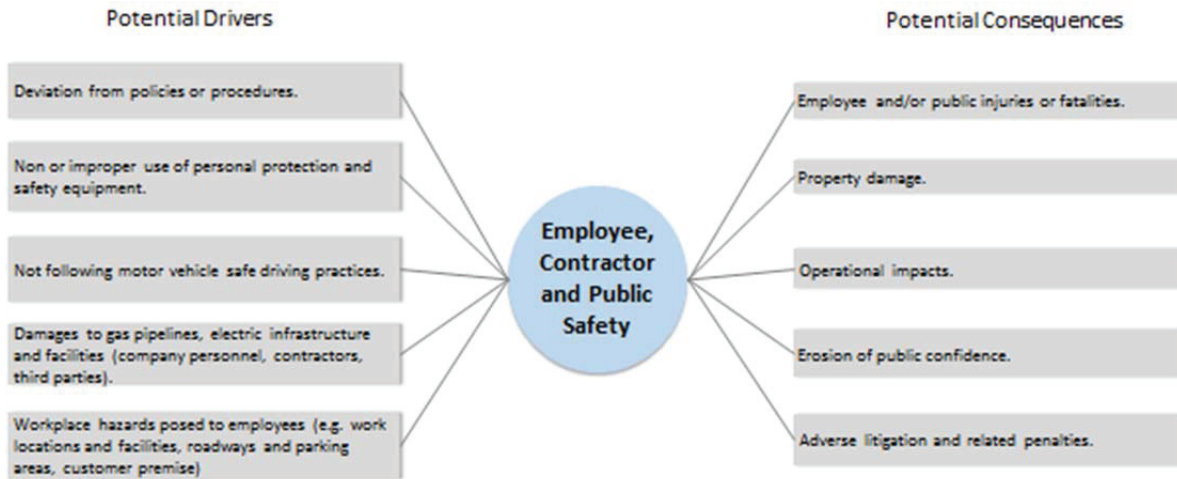 Potential Drivers
Deviation from policies or procedures.
Non or improper use of personal protection and
safety equipment.
Not following motor vehicle safe driving practices.
Damages to gas pipelines, electric infrastructure
and facilities (company personnel, contractors,
third parties).
Workplace hazards posed to employees (e.g. work
locations and facilities, roadways and parking
areas, customer premise)
Employee,
Contractor
and Public
Safety
Potential Consequences
Employee and/or public injuries or fatalities.
Property damage.
Operational impacts.
Erosion of public confidence.
Adverse litigation and related penalties.